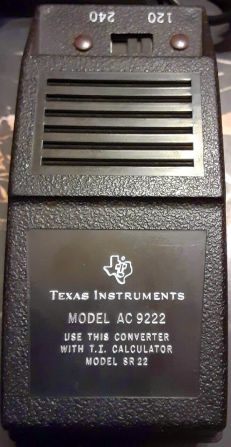 120 240
TEXAS INSTRUMENTS
MODEL AC 9222
USE THIS CONVERTER
WITH T.I. CALCULATOR
MODEL SR 22